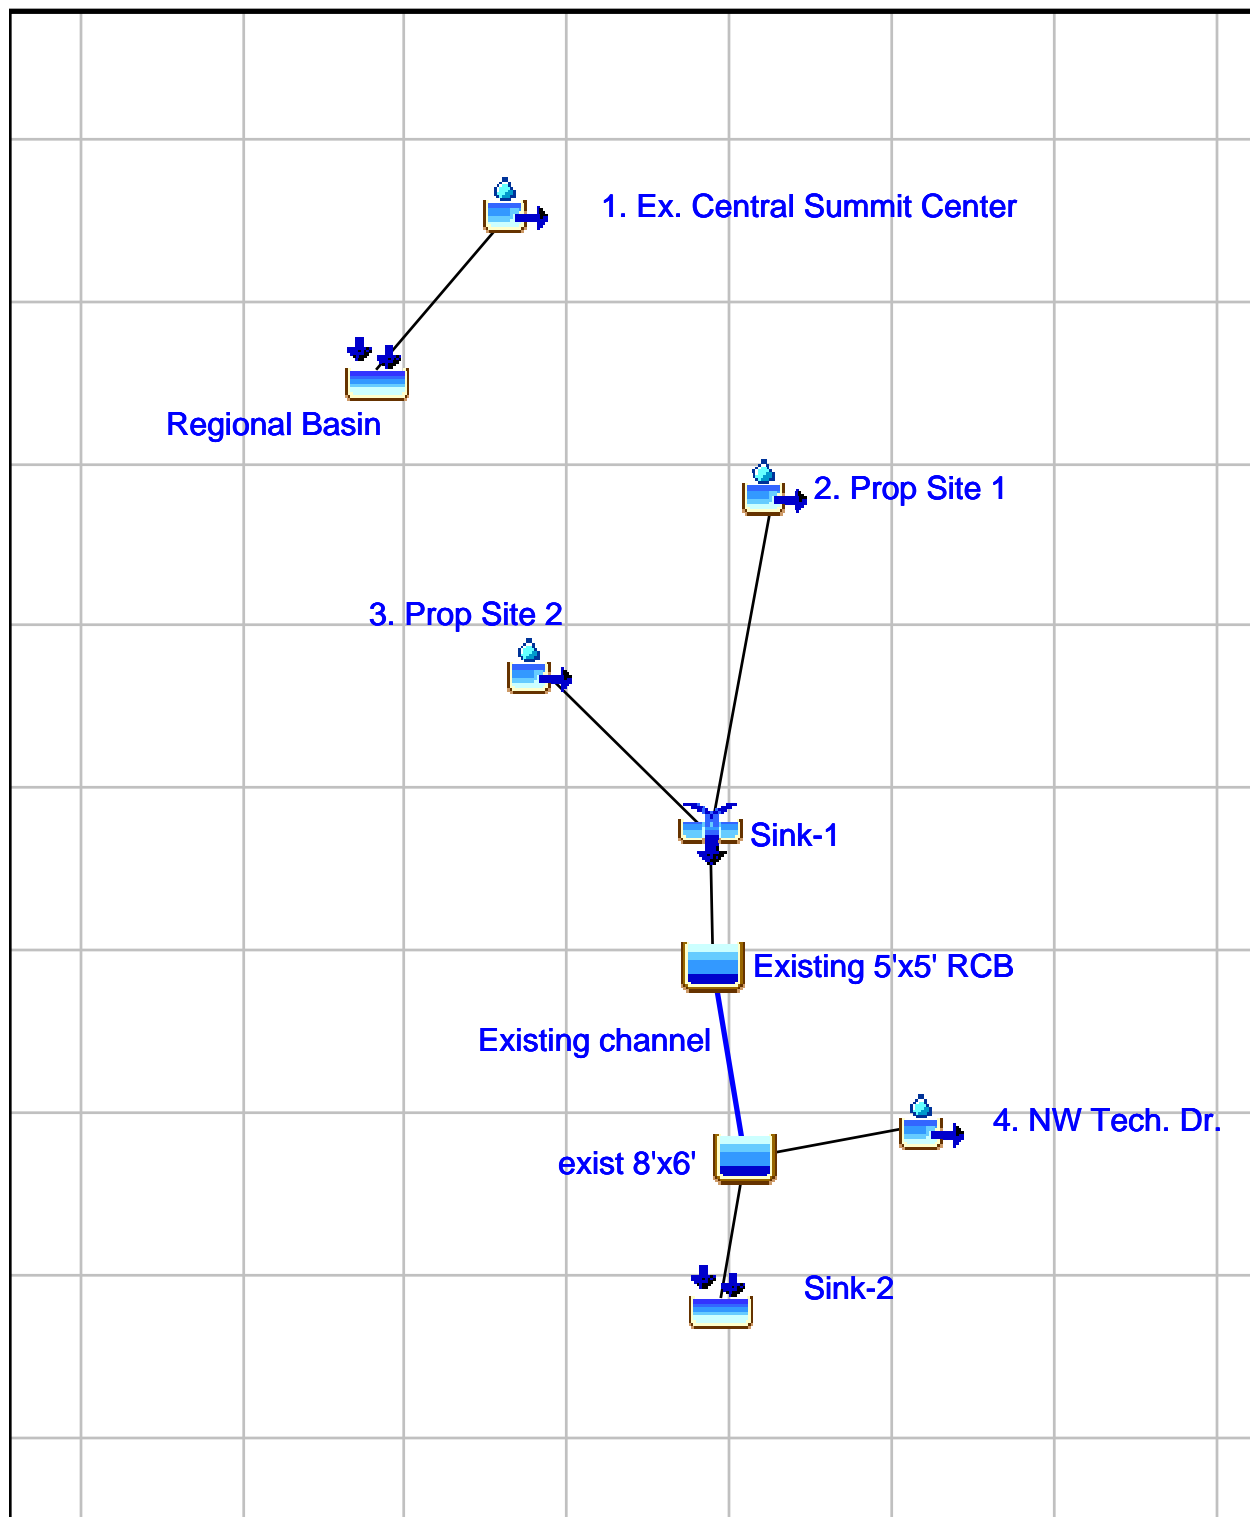 1. Ex. Central Summit Center
Regional Basin
2. Prop Site 1
3. Prop Site 2
Sink-1
Existing 5'x5' RCB
Existing channel
4. NW Tech. Dr.
exist 8'x6'
Sink-2